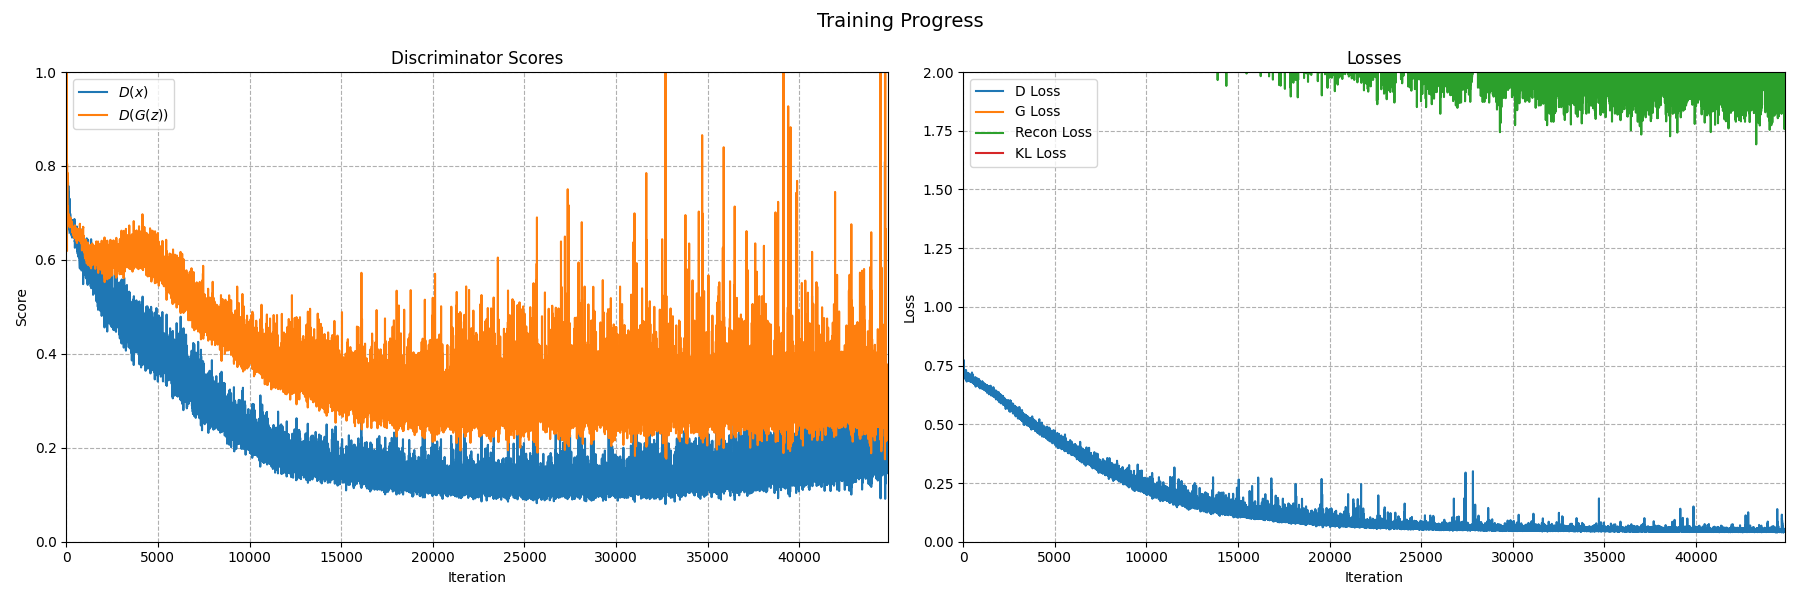 Training Progress
Discriminator Scores
D(x)
D(G(z))
1.0
0.8
0.6
0.4
0.2
0.0
Score
0 5000 10000 15000 20000 25000 30000 35000 40000
Iteration
Losses
D Loss
G Loss
Recon Loss
KL Loss
2.00
1.75
1.50
1.25
1.00
0.75
0.50
0.25
0.00
Loss
0 5000 10000 15000 20000 25000 30000 35000 40000
Iteration